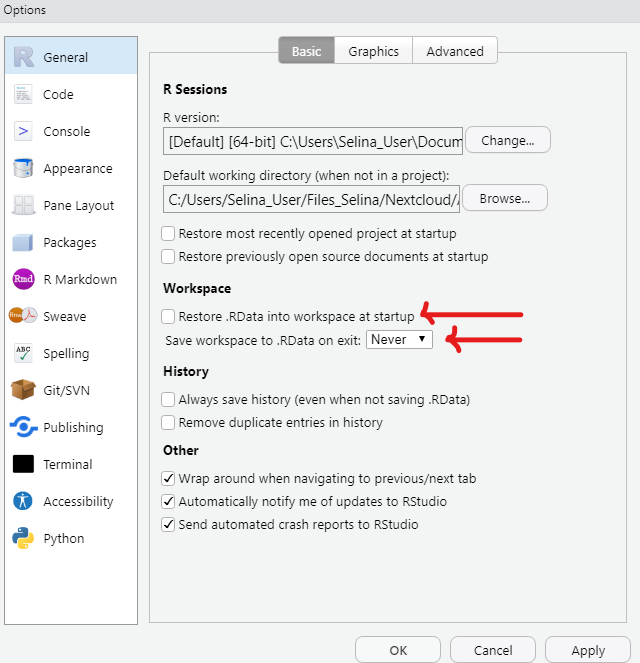 Options
General
Code
Console
Appearance
Pane Layout
Packages
Rmd R Markdown
Rnw Sweave
ABC Spelling
Git/SVN
Publishing
Terminal
Accessibility
Python
Basic Graphics Advanced
R Sessions
R version:
[Default] [64-bit] C:\Users\Selina_User\Docum Change...
Default working directory (when not in a project):
C:/Users/Selina_User/Files_Selina/Nextcloud/ Browse...
Restore most recently opened project at startup
Restore previously open source documents at startup
Workspace
Restore .RData into workspace at startup
Save workspace to .RData on exit: Never
History
Always save history (even when not saving .RData)
Remove duplicate entries in history
Other
Wrap around when navigating to previous/next tab
Automatically notify me of updates to RStudio
Send automated crash reports to RStudio
OK Cancel Apply